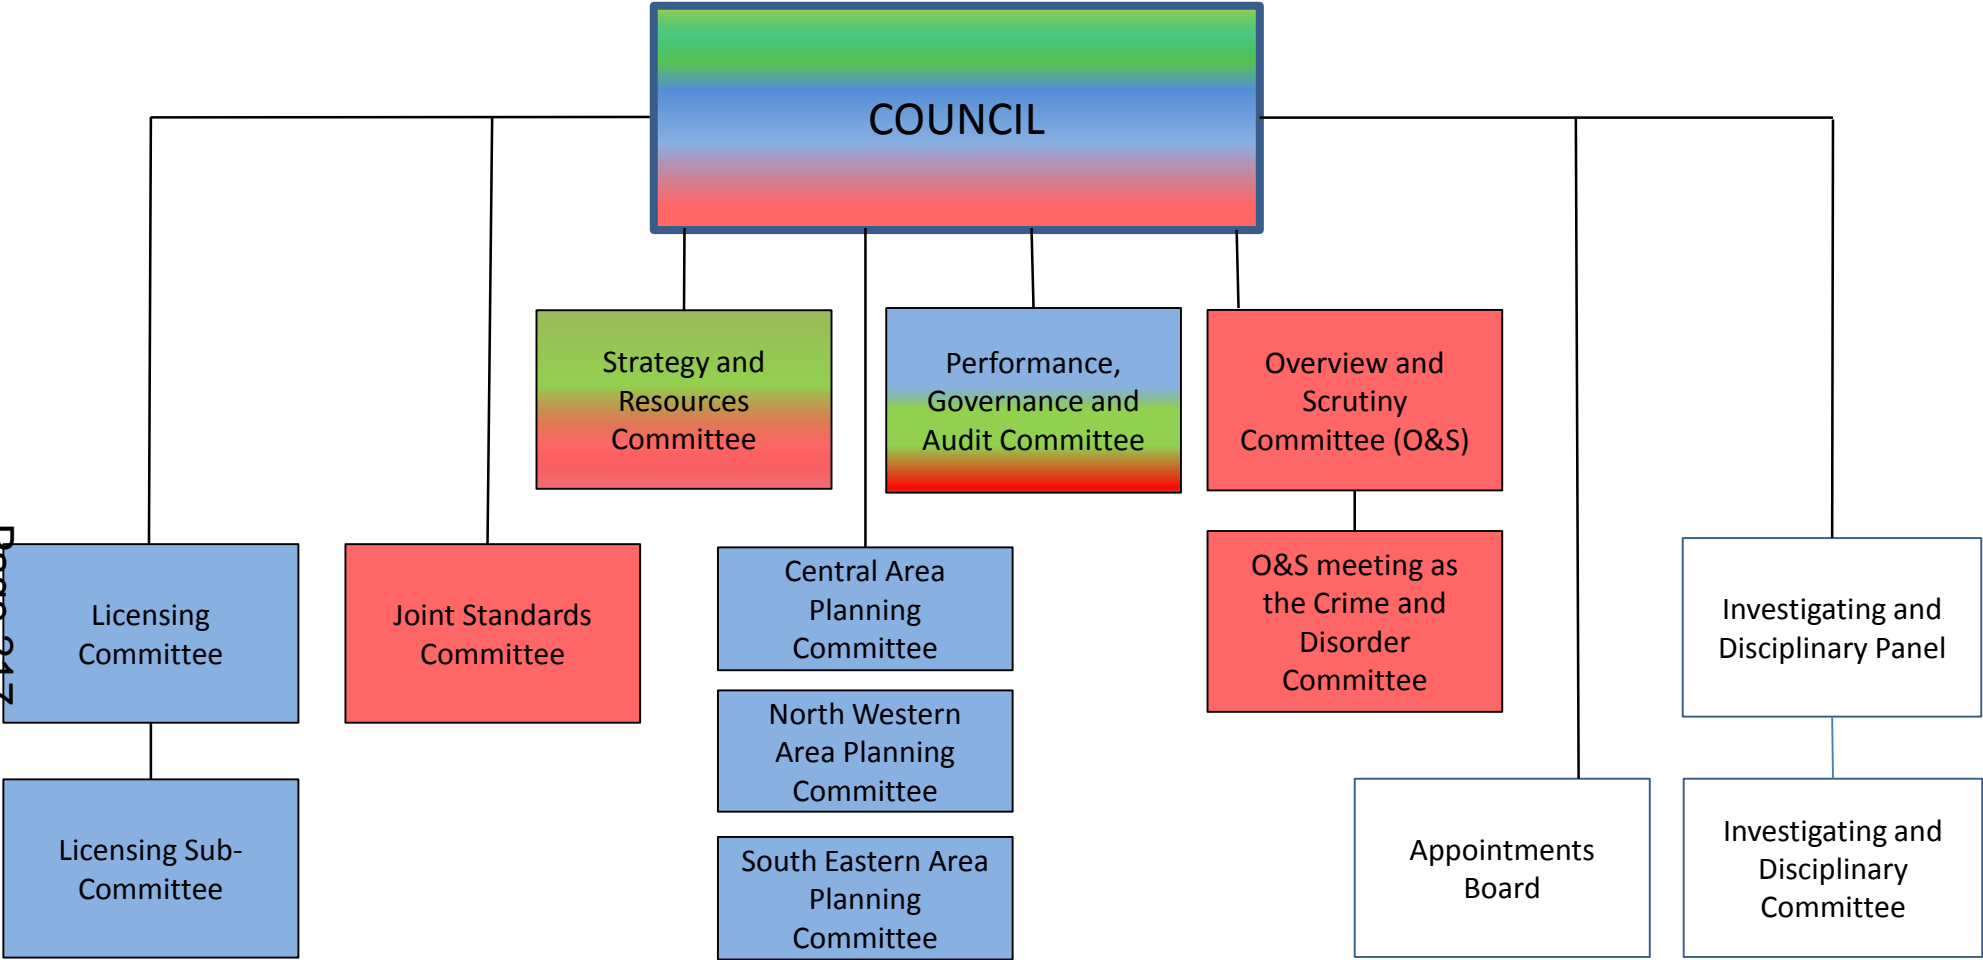 COUNCIL
Strategy and
Resources
Committee
Performance,
Governance and
Audit Committee
Overview and
Scrutiny
Committee (O&S)
Licensing
Committee
Joint Standards
Committee
Central Area
Planning
Committee
O&S meeting as
the Crime and
Disorder
Committee
Investigating and
Disciplinary Panel
North Western
Area Planning
Committee
Licensing Sub-
Committee
South Eastern Area
Planning
Committee
Appointments
Board
Investigating and
Disciplinary
Committee
Page 247